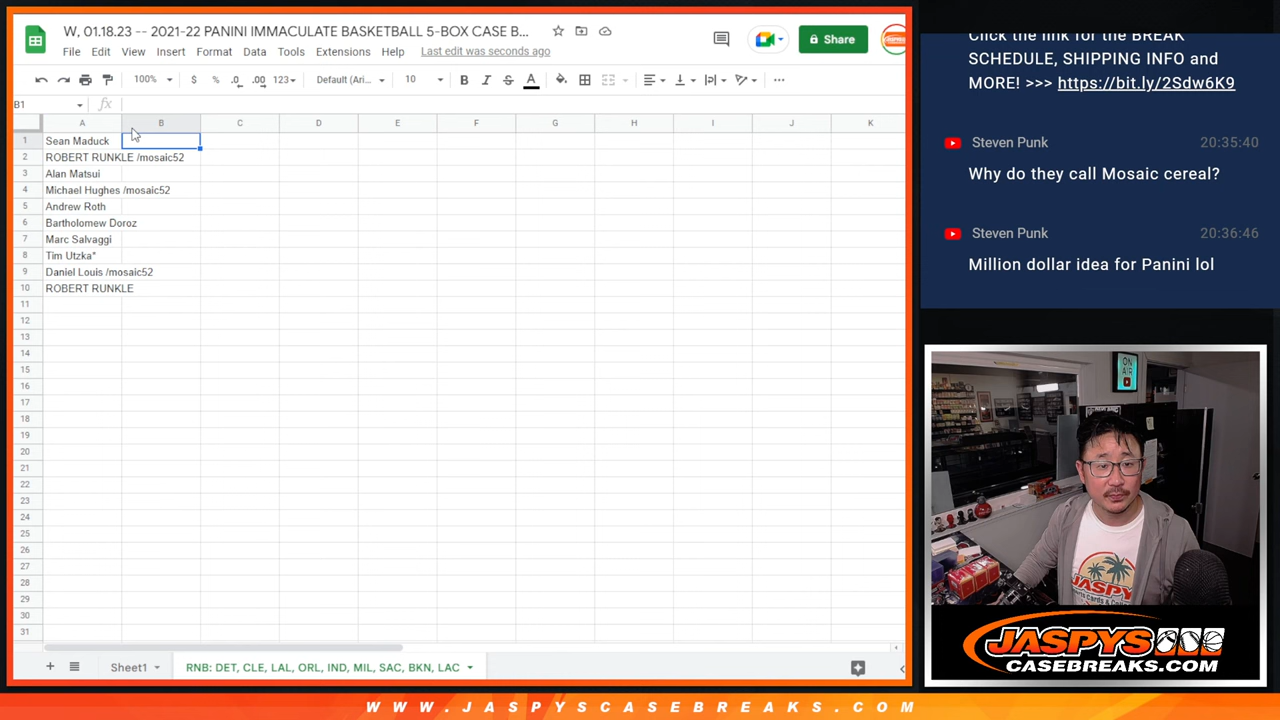 W, 01.18.23 -- 2021-22 PANINI IMMACULATE BASKETBALL 5-BOX CASE B...
File Edit View Insert Format Data Tools Extensions Help Last edit was seconds ago
Share
100% $ % .0 .00 123 Default (Ari... 10 B I S A
B1 fx
A B C D E F G H I J K
1 Sean Maduck
2 ROBERT RUNKLE /mosaic52
3 Alan Matsui
4 Michael Hughes /mosaic52
5 Andrew Roth
6 Bartholomew Doroz
7 Marc Salvaggi
8 Tim Utzka*
9 Daniel Louis /mosaic52
10 ROBERT RUNKLE
11
12
13
14
15
16
17
18
19
20
21
22
23
24
25
26
27
28
29
30
31
Sheet1 RNB: DET, CLE, LAL, ORL, IND, MIL, SAC, BKN, LAC
Click the link for the BREAK
SCHEDULE, SHIPPING INFO and
MORE! >>> https://bit.ly/2Sdw6K9
Steven Punk 20:35:40
Why do they call Mosaic cereal?
Steven Punk 20:36:46
Million dollar idea for Panini lol
ON
AIR
JASPYS
JASPYS
CASEBREAKS.COM
WWW.JASPYSCASEBREAKS.COM